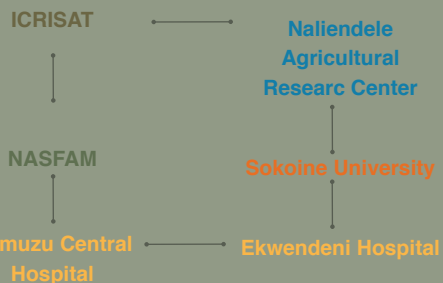 ICRISAT
Naliendele
Agricultural
Researc Center
NASFAM
Sokoine University
muzu Central
Hospital
Ekwendeni Hospital